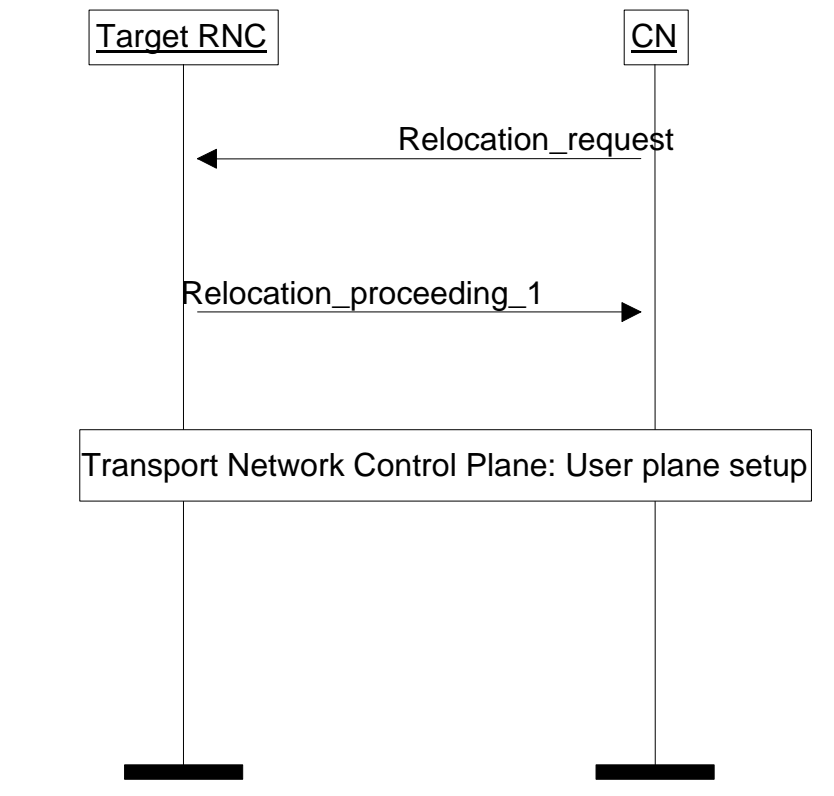 Target RNC
CN
Relocation_request
Relocation_proceeding_1
Transport Network Control Plane: User plane setup